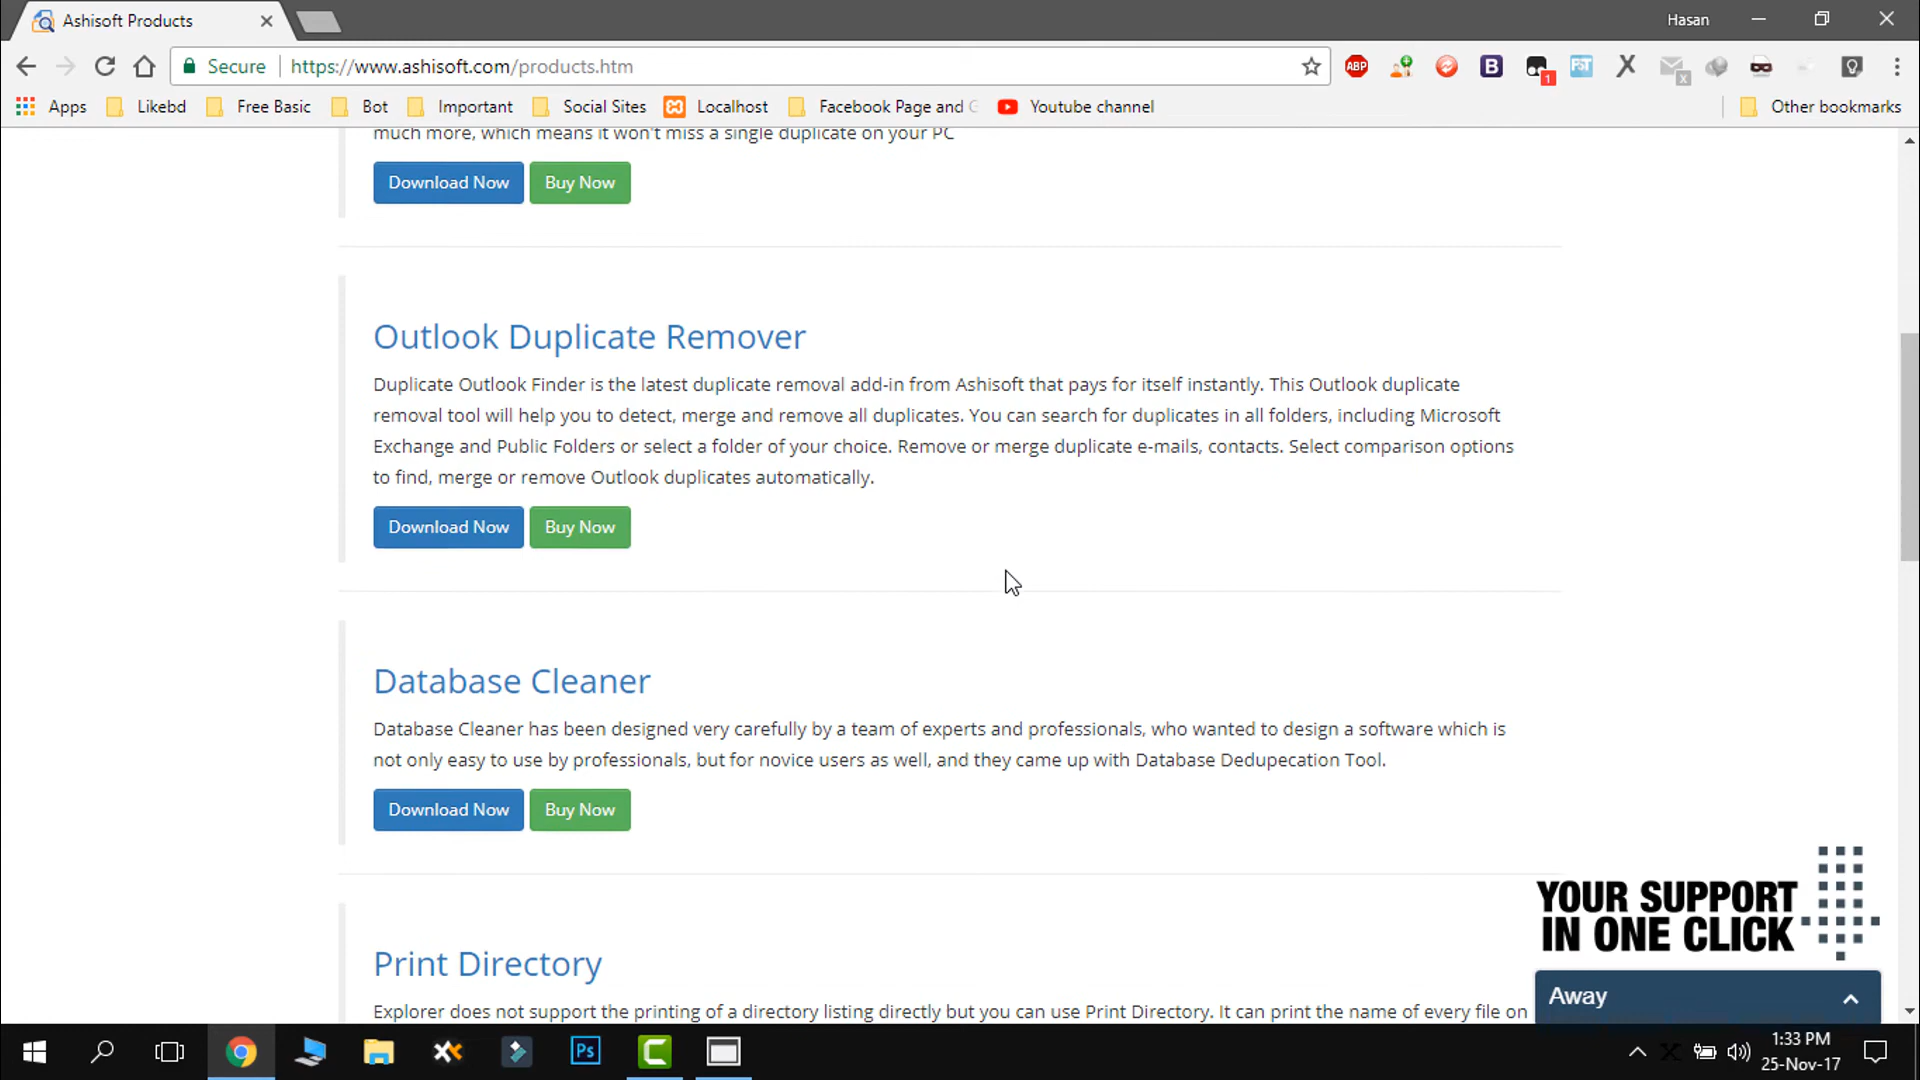 Ashisoft Products
Hasan
Secure https://www.ashisoft.com/products.htm
ABP
B
1
PST
X
x
Apps Likebd Free Basic Bot Important Social Sites Localhost Facebook Page and Youtube channel Other bookmarks
much more, which means it won't miss a single duplicate on your PC
Download Now Buy Now
Outlook Duplicate Remover
Duplicate Outlook Finder is the latest duplicate removal add-in from Ashisoft that pays for itself instantly. This Outlook duplicate
removal tool will help you to detect, merge and remove all duplicates. You can search for duplicates in all folders, including Microsoft
Exchange and Public Folders or select a folder of your choice. Remove or merge duplicate e-mails, contacts. Select comparison options
to find, merge or remove Outlook duplicates automatically.
Download Now Buy Now
Database Cleaner
Database Cleaner has been designed very carefully by a team of experts and professionals, who wanted to design a software which is
not only easy to use by professionals, but for novice users as well, and they came up with Database Dedupecation Tool.
Download Now Buy Now
YOUR SUPPORT
IN ONE CLICK
Print Directory
Away
Explorer does not support the printing of a directory listing directly but you can use Print Directory. It can print the name of every file on
Ps
1:33 PM
25-Nov-17